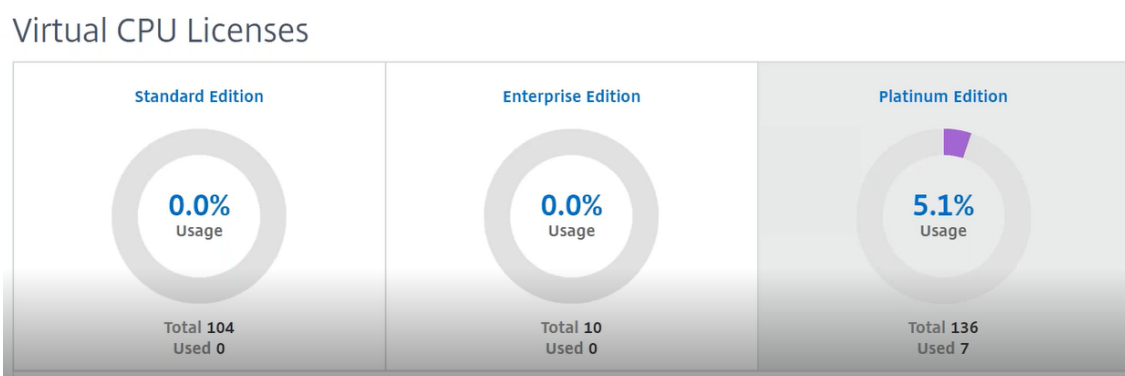 Virtual CPU Licenses
Standard Edition
0.0%
Usage
Total 104
Used 0
Enterprise Edition
0.0%
Usage
Total 10
Used 0
Platinum Edition
5.1%
Usage
Total 136
Used 7